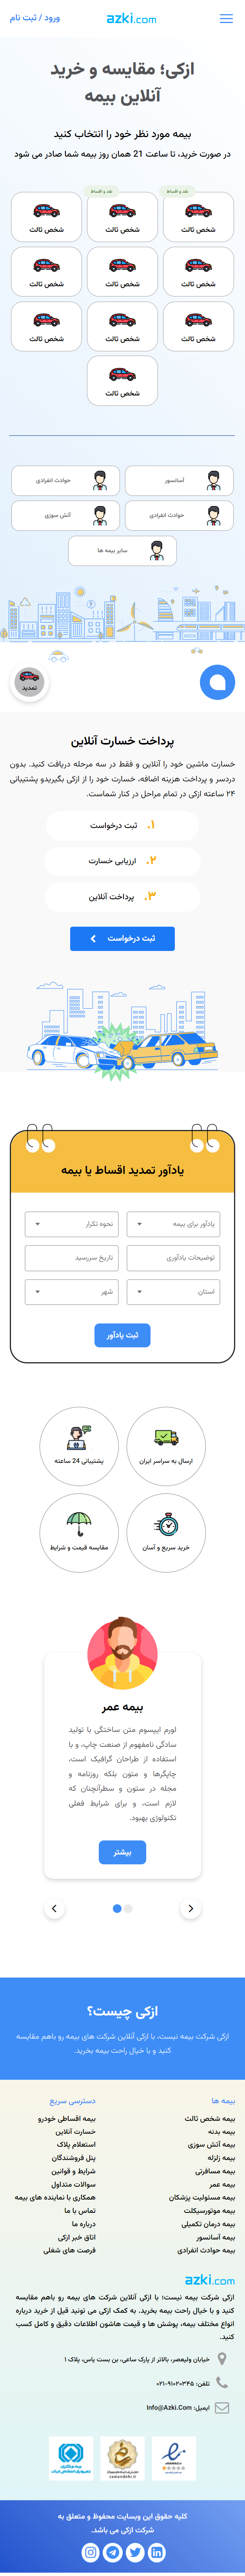 ورود / ثبت نام
azki.com
ازکی؛ مقایسه و خرید
آنلاین بیمه
بیمه مورد نظر خود را انتخاب کنید
در صورت خرید، تا ساعت 21 همان روز بیمه شما صادر می شود
نقد و اقساط
نقد و اقساط
شخص ثالث
شخص ثالث
شخص ثالث
شخص ثالث
شخص ثالث
شخص ثالث
شخص ثالث
شخص ثالث
شخص ثالث
شخص ثالث
آسانسور
حوادث انفرادی
حوادث انفرادی
آتش سوزی
سایر بیمه ها
تمدید
پرداخت خسارت آنلاین
خسارت ماشین خود را آنلاین و فقط در سه مرحله دریافت کنید. بدون
دردسر و پرداخت هزینه اضافه، خسارت خود را از ازکی بگیریدو پشتیبانی
۲۴ ساعته ازکی در تمام مراحل در کنار شماست.
۱. ثبت درخواست
۲. ارزیابی خسارت
۳. پرداخت آنلاین
ثبت درخواست
یادآور تمدید اقساط یا بیمه
یادآور برای بیمه
نحوه تکرار
توضیحات یادآوری
تاریخ سررسید
استان
شهر
ثبت یادآور
ارسال به سراسر ایران
پشتیبانی 24 ساعته
خرید سریع و آسان
مقایسه قیمت و شرایط
بیمه عمر
لورم ایپسوم متن ساختگی با تولید
سادگی نامفهوم از صنعت چاپ، و با
استفاده از طراحان گرافیک است،
چاپگرها و متون بلکه روزنامه و
مجله در ستون و سطرآنچنان که
لازم است، و برای شرایط فعلی
تکنولوژی بهبود.
بیشتر
ازکی چیست؟
ازکی شرکت بیمه نیست، با ازکی آنلاین شرکت های بیمه رو باهم مقایسه
کنید و با خیال راحت بیمه بخرید.
بیمه ها
بیمه شخص ثالث
بیمه بدنه
بیمه آتش سوزی
بیمه زلزله
بیمه مسافرتی
بیمه عمر
بیمه مسئولیت پزشکان
بیمه موتورسیکلت
بیمه درمان تکمیلی
بیمه آسانسور
بیمه حوادث انفرادی
دسترسی سریع
بیمه اقساطی خودرو
خسارت آنلاین
استعلام پلاک
پنل فروشندگان
شرایط و قوانین
سوالات متداول
همکاری با نماینده های بیمه
تماس با ما
درباره ما
اتاق خبر ازکی
فرصت های شغلی
azki.com
ازکی شرکت بیمه نیست؛ با ازکی آنلاین شرکت های بیمه رو باهم مقایسه
کنید و با خیال راحت بیمه بخرید. به کمک ازکی می تونید قبل از خرید درباره
انواع مختلف بیمه، پوشش ها و قیمت هاشون اطلاعات دقیق و کامل کسب
کنید.
خیابان ولیعصر، بالاتر از پارک ساعی، بن بست یاس، پلاک ۱
تلفن: ۹۱۰۲۰۳۴۵-۰۲۱
ایمیل: Info@Azki.Com
کلیه حقوق این وبسایت محفوظ و متعلق به
شرکت ازکی می باشد.